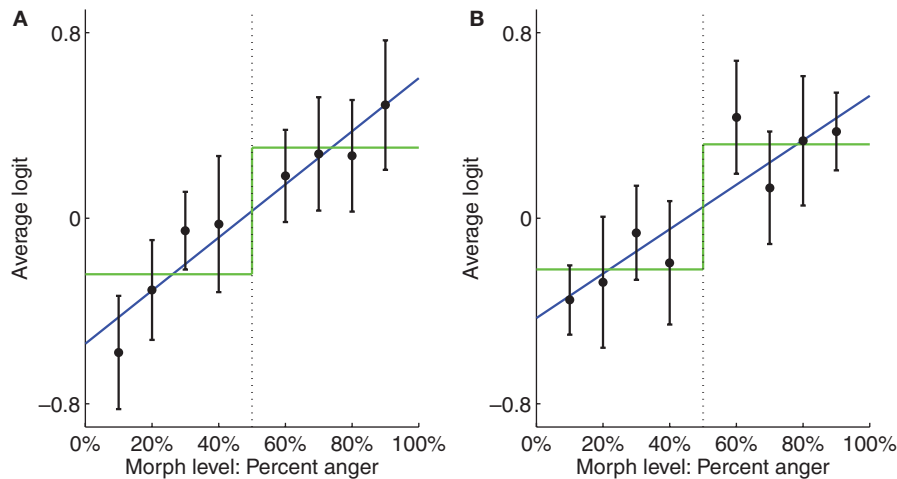 A
0.8
0
–0.8
Average logit
0% 20% 40% 60% 80% 100%
Morph level: Percent anger
B
0.8
0
–0.8
Average logit
0% 20% 40% 60% 80% 100%
Morph level: Percent anger